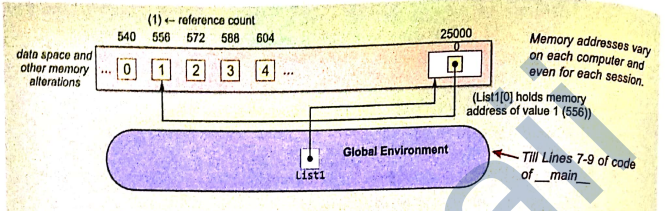 (1) ← reference count
540 556 572 588 604 25000
data space and
other memory
alterations
... 0 1 2 3 4 ...
0
Memory addresses vary
on each computer and
even for each session.
(List1[0] holds memory
address of value 1 (556))
Global Environment
List1
Till Lines 7-9 of code
of __main__